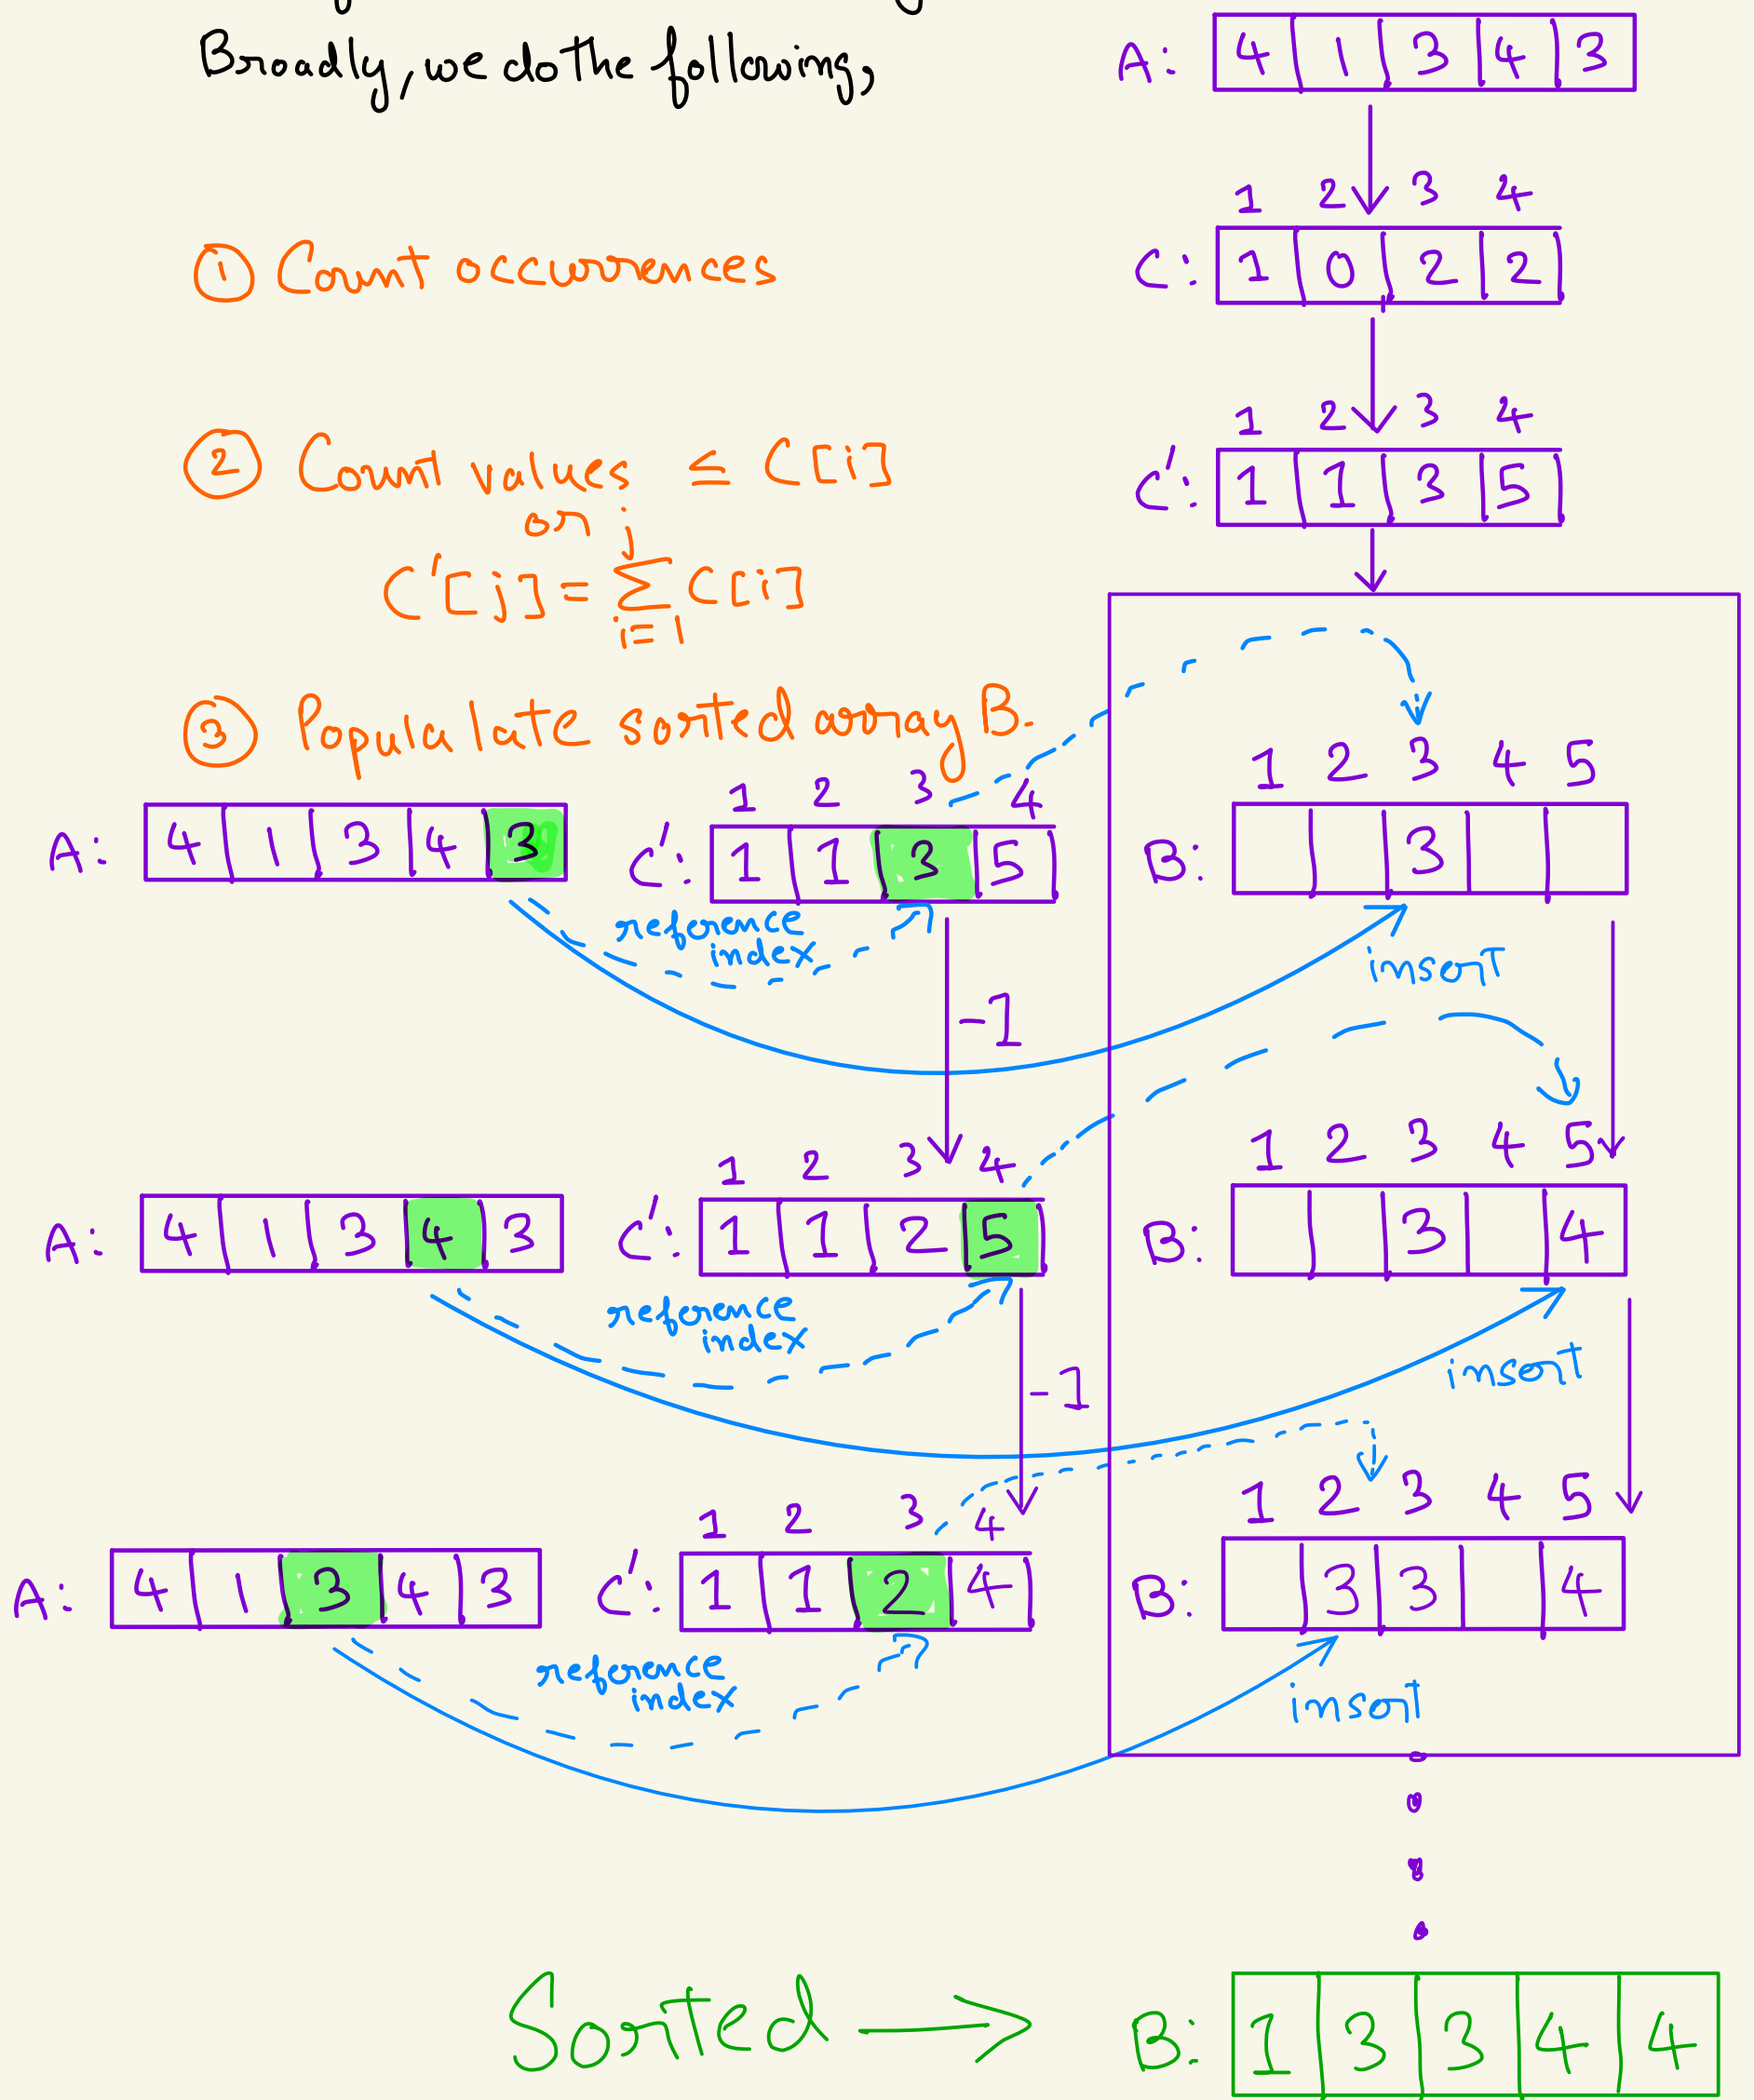 Broadly, we do the following,
A: 4 1 3 4 3
1 2 3 4
① Count occurrences
C: 1 0 2 2
1 2 3 4
② Count values ≤ C[i]
C': 1 1 3 5
or
C'[j] = j ∑ i=1 C[i]
③ Populalate sorted array B.
1 2 3 4
1 2 3 4 5
A: 4 1 3 4 3
C': 1 1 3 5
B: 3
reference
index
insert
-1
1 2 3 4
1 2 3 4 5
A: 4 1 3 4 3
C': 1 1 2 5
B: 3 4
reference
index
insert
-1
1 2 3 4
1 2 3 4 5
A: 4 1 3 4 3
C': 1 1 2 4
B: 3 3 4
reference
index
insert
Sorted → B: 1 3 3 4 4